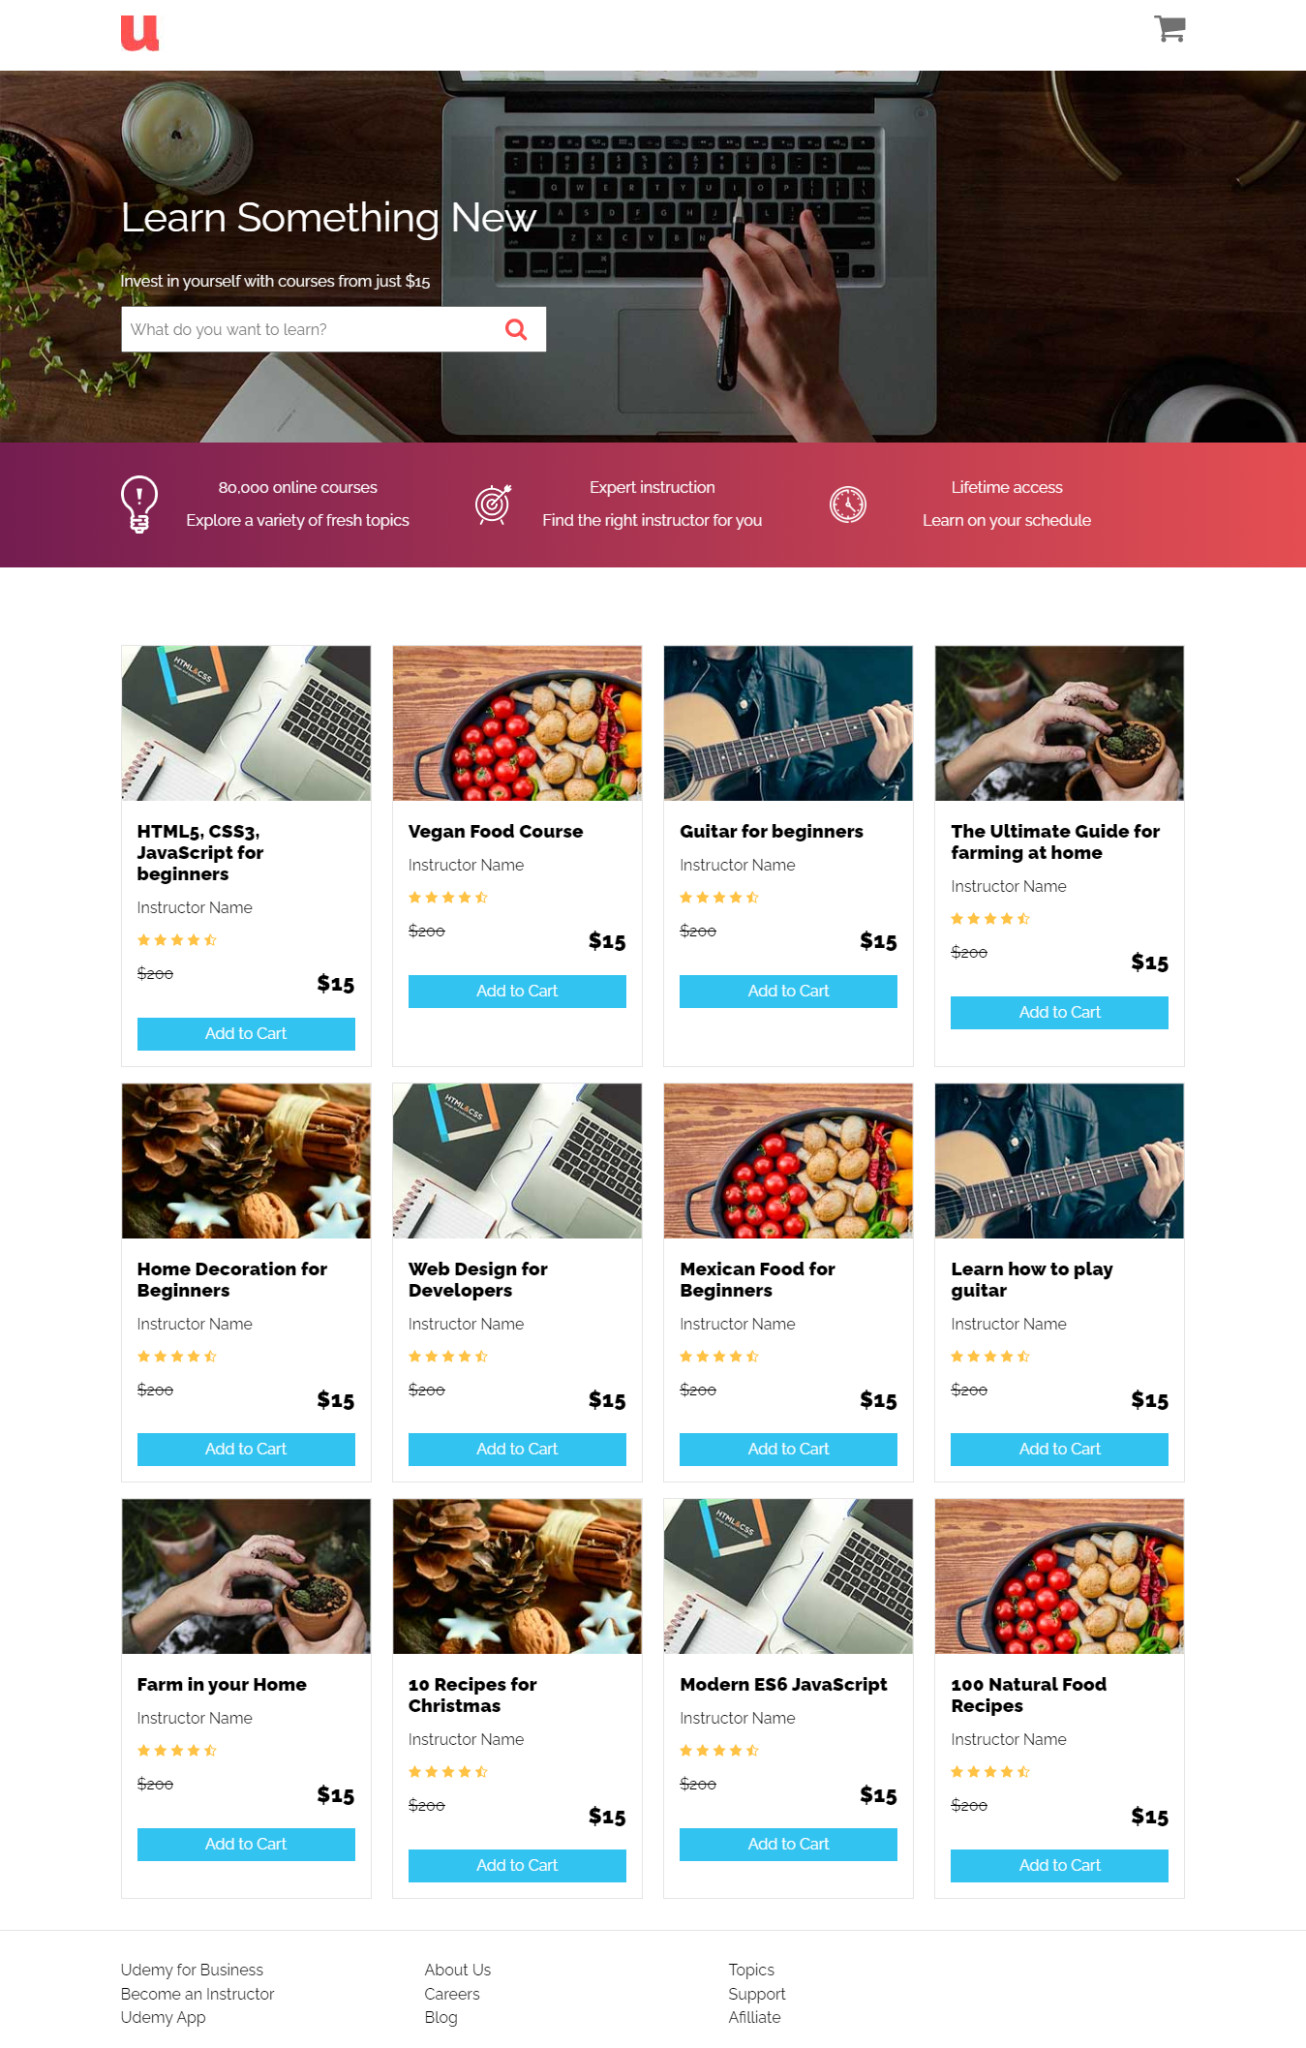 u
Learn Something New
Invest in yourself with courses from just $15
What do you want to learn?
80,000 online courses
Explore a variety of fresh topics
Expert instruction
Find the right instructor for you
Lifetime access
Learn on your schedule
HTML&CSS
HTML5, CSS3,
JavaScript for
beginners
Instructor Name
$200
$15
Add to Cart
Vegan Food Course
Instructor Name
$200
$15
Add to Cart
Guitar for beginners
Instructor Name
$200
$15
Add to Cart
The Ultimate Guide for
farming at home
Instructor Name
$200
$15
Add to Cart
Home Decoration for
Beginners
Instructor Name
$200
$15
Add to Cart
HTML&CSS
Web Design for
Developers
Instructor Name
$200
$15
Add to Cart
Mexican Food for
Beginners
Instructor Name
$200
$15
Add to Cart
Learn how to play
guitar
Instructor Name
$200
$15
Add to Cart
Farm in your Home
Instructor Name
$200
$15
Add to Cart
10 Recipes for
Christmas
Instructor Name
$200
$15
Add to Cart
HTML&CSS
Modern ES6 JavaScript
Instructor Name
$200
$15
Add to Cart
100 Natural Food
Recipes
Instructor Name
$200
$15
Add to Cart
Udemy for Business
Become an Instructor
Udemy App
About Us
Careers
Blog
Topics
Support
Afilliate